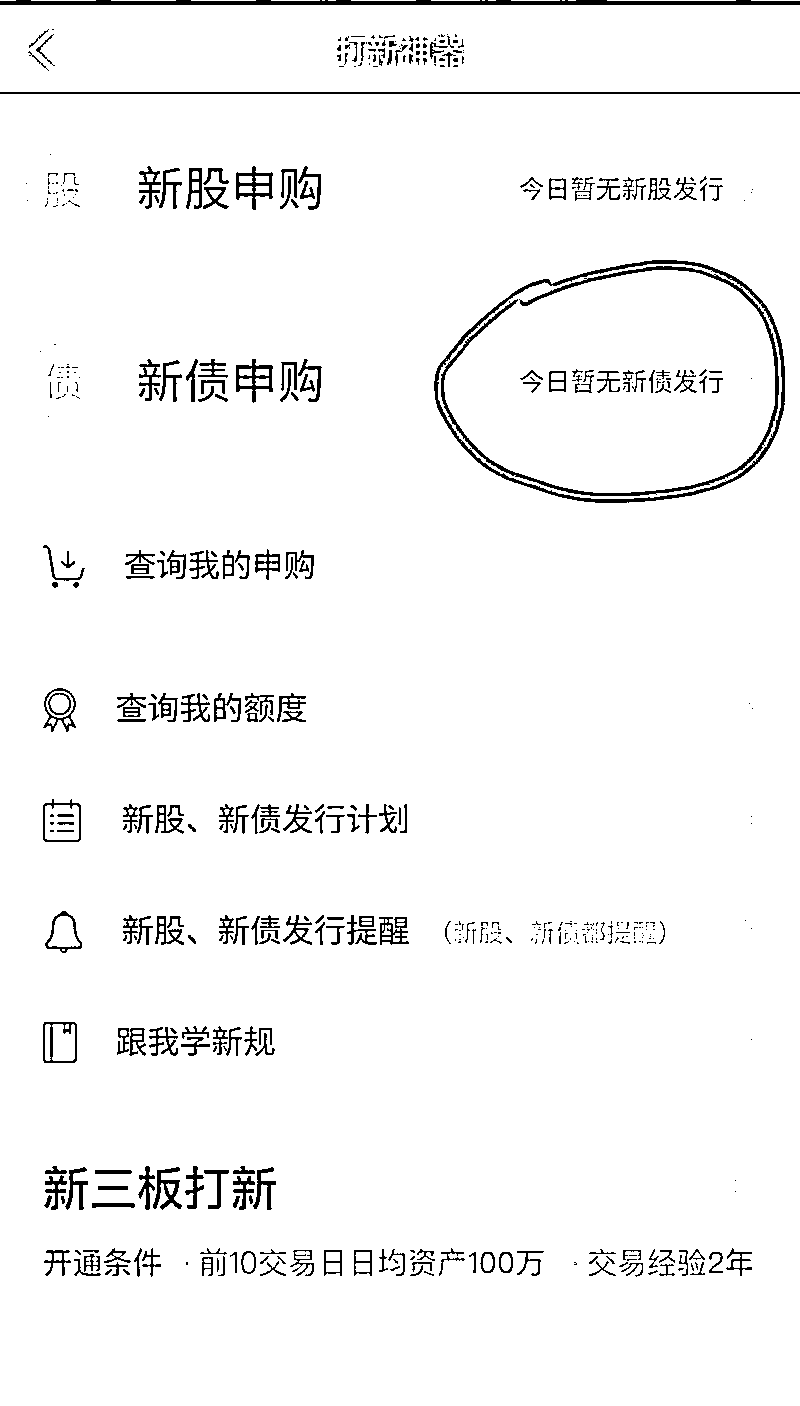 打新神器
股 新股申购 今日暂无新股发行
债 新债申购 今日暂无新债发行
查询我的申购
查询我的额度
新股、新债发行计划
新股、新债发行提醒 （新股、新债都提醒）
跟我学新规
新三板打新
开通条件 · 前10交易日日均资产100万 · 交易经验2年